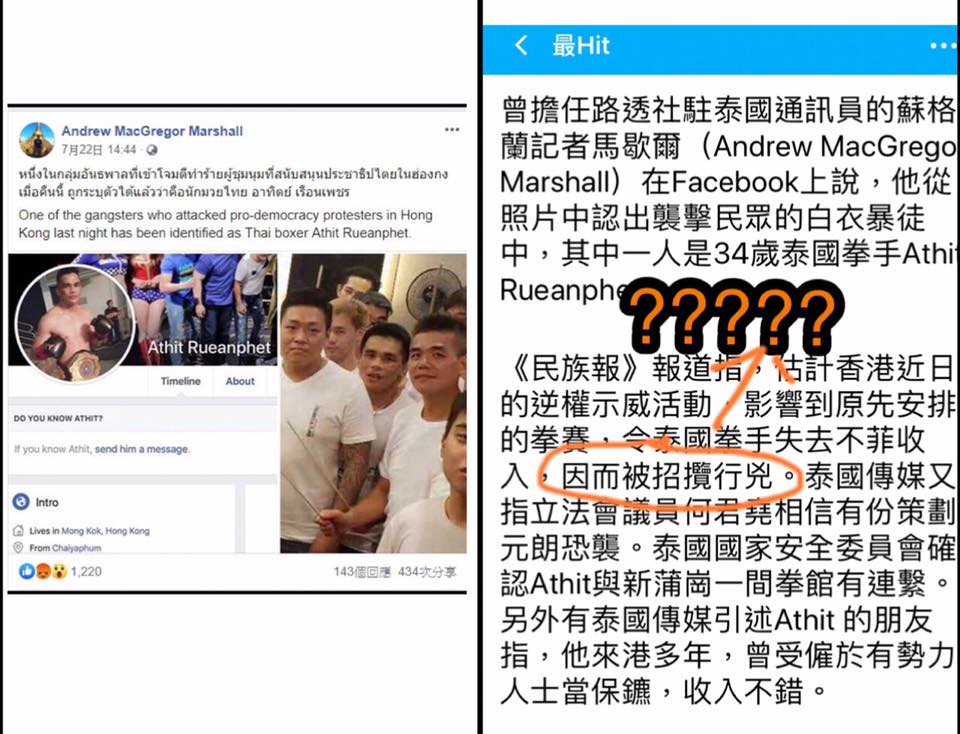 Andrew MacGregor Marshall
7月22日 14:44
หนึ่งในกลุ่มอันธพาลที่เข้าโจมตีทำร้ายผู้ชุมนุมที่สนับสนุนประชาธิปไตยในฮ่องกง
เมื่อคืนนี้ ถูกระบุตัวได้แล้วว่าคือนักมวยไทย อาทิตย์ เรือนเพชร
One of the gangsters who attacked pro-democracy protesters in Hong
Kong last night has been identified as Thai boxer Athit Rueanphet.
Athit Rueanphet
Timeline
About
DO YOU KNOW ATHIT?
If you know Athit, send him a message.
Intro
Lives in Mong Kok, Hong Kong
From Chaiyaphum
1,220
143個回應 434次分享
最Hit
曾擔任路透社駐泰國通訊員的蘇格
蘭記者馬歇爾（Andrew MacGrego
Marshall）在Facebook上說，他從
照片中認出襲擊民眾的白衣暴徒
中，其中一人是34歲泰國拳手Athit
Rueanphe
?????
《民族報》報道指，估計香港近日
的逆權示威活動，影響到原先安排
的拳賽，令泰國拳手失去不菲收
入，因而被招攬行兇。泰國傳媒又
指立法會議員何君堯相信有份策劃
元朗恐襲。泰國國家安全委員會確
認Athit與新蒲崗一間拳館有連繫。
另外有泰國傳媒引述Athit 的朋友
指，他來港多年，曾受僱於有勢力
人士當保鑣，收入不錯。